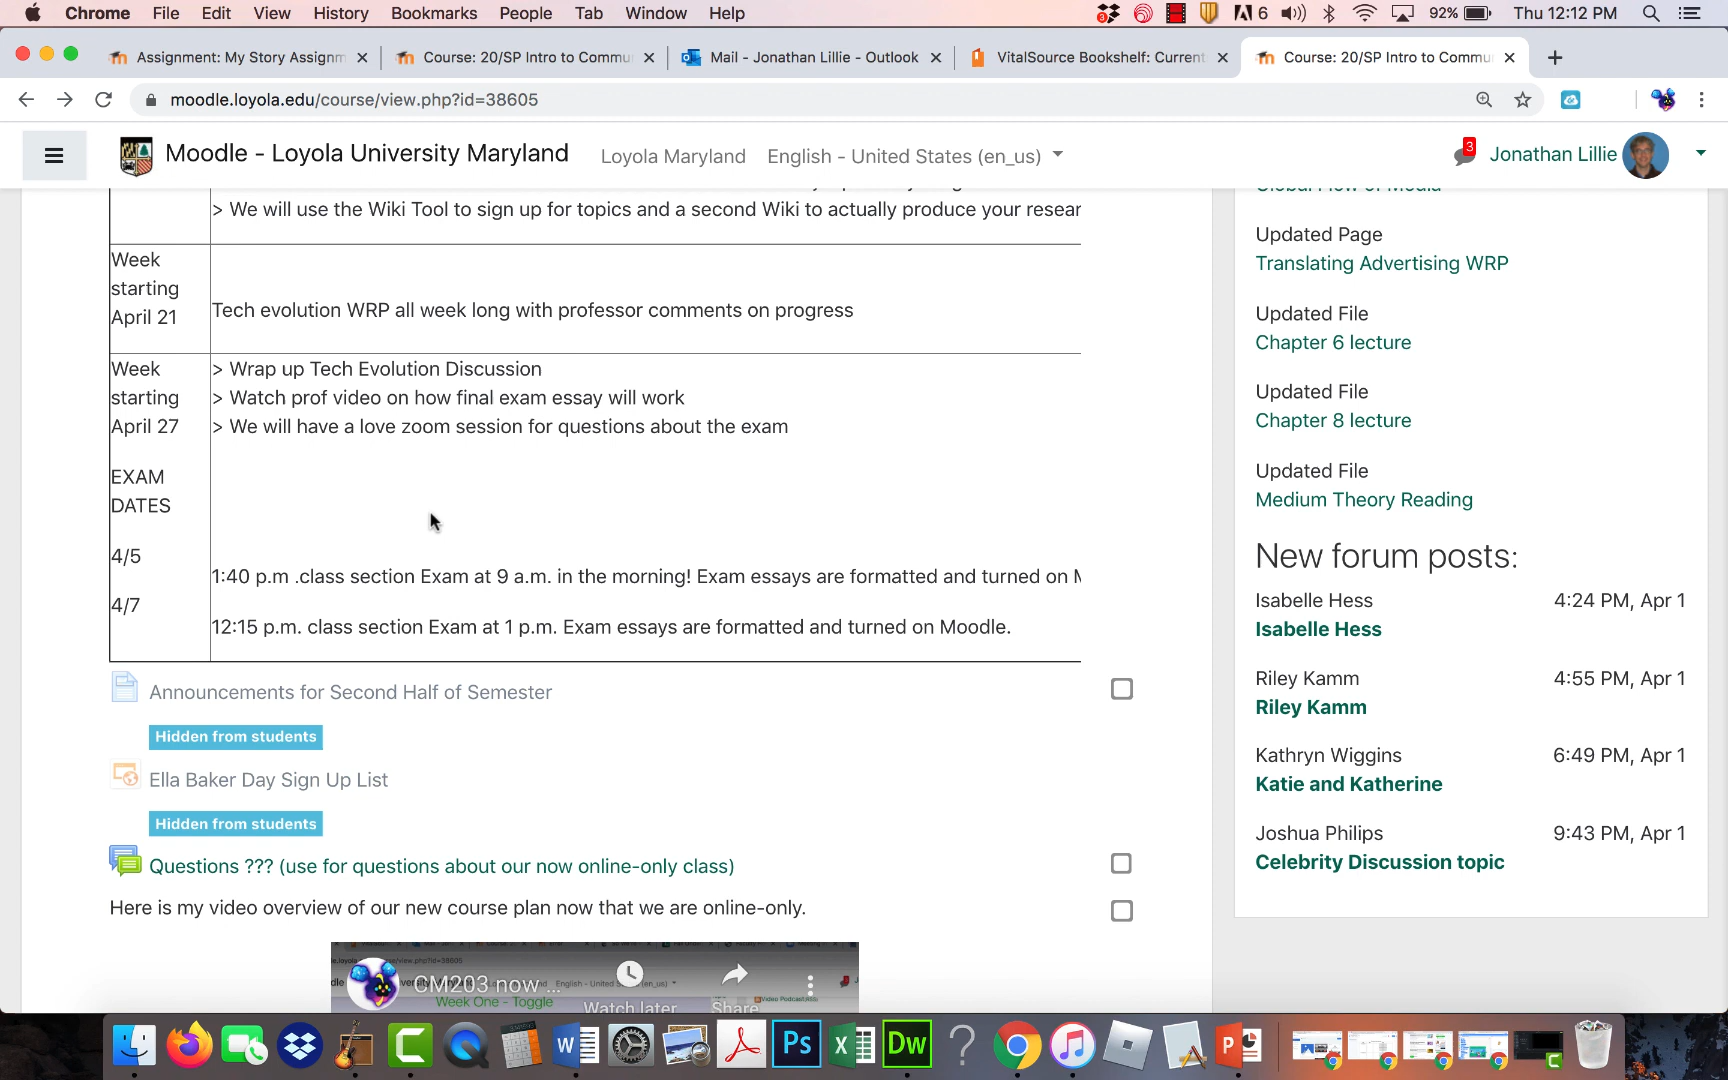 Chrome File Edit View History Bookmarks People Tab Window Help 3 6 92% Thu 12:12 PM
Assignment: My Story Assignm Course: 20/SP Intro to Commu Mail - Jonathan Lillie - Outlook VitalSource Bookshelf: Current Course: 20/SP Intro to Commu
moodle.loyola.edu/course/view.php?id=38605
Moodle - Loyola University Maryland Loyola Maryland English - United States (en_us) 3 Jonathan Lillie
> We will use the Wiki Tool to sign up for topics and a second Wiki to actually produce your resear
Week
starting
April 21
Tech evolution WRP all week long with professor comments on progress
Week
starting
April 27
> Wrap up Tech Evolution Discussion
> Watch prof video on how final exam essay will work
> We will have a love zoom session for questions about the exam
EXAM
DATES
4/5
1:40 p.m .class section Exam at 9 a.m. in the morning! Exam essays are formatted and turned on M
4/7
12:15 p.m. class section Exam at 1 p.m. Exam essays are formatted and turned on Moodle.
Announcements for Second Half of Semester
Hidden from students
Ella Baker Day Sign Up List
Hidden from students
Questions ??? (use for questions about our now online-only class)
Here is my video overview of our new course plan now that we are online-only.
CM203 now ...
Week One - Toggle
Watch later Share
Global Flow of Media
Updated Page
Translating Advertising WRP
Updated File
Chapter 6 lecture
Updated File
Chapter 8 lecture
Updated File
Medium Theory Reading
New forum posts:
Isabelle Hess 4:24 PM, Apr 1
Isabelle Hess
Riley Kamm 4:55 PM, Apr 1
Riley Kamm
Kathryn Wiggins 6:49 PM, Apr 1
Katie and Katherine
Joshua Philips 9:43 PM, Apr 1
Celebrity Discussion topic
W Ps X Dw ? P